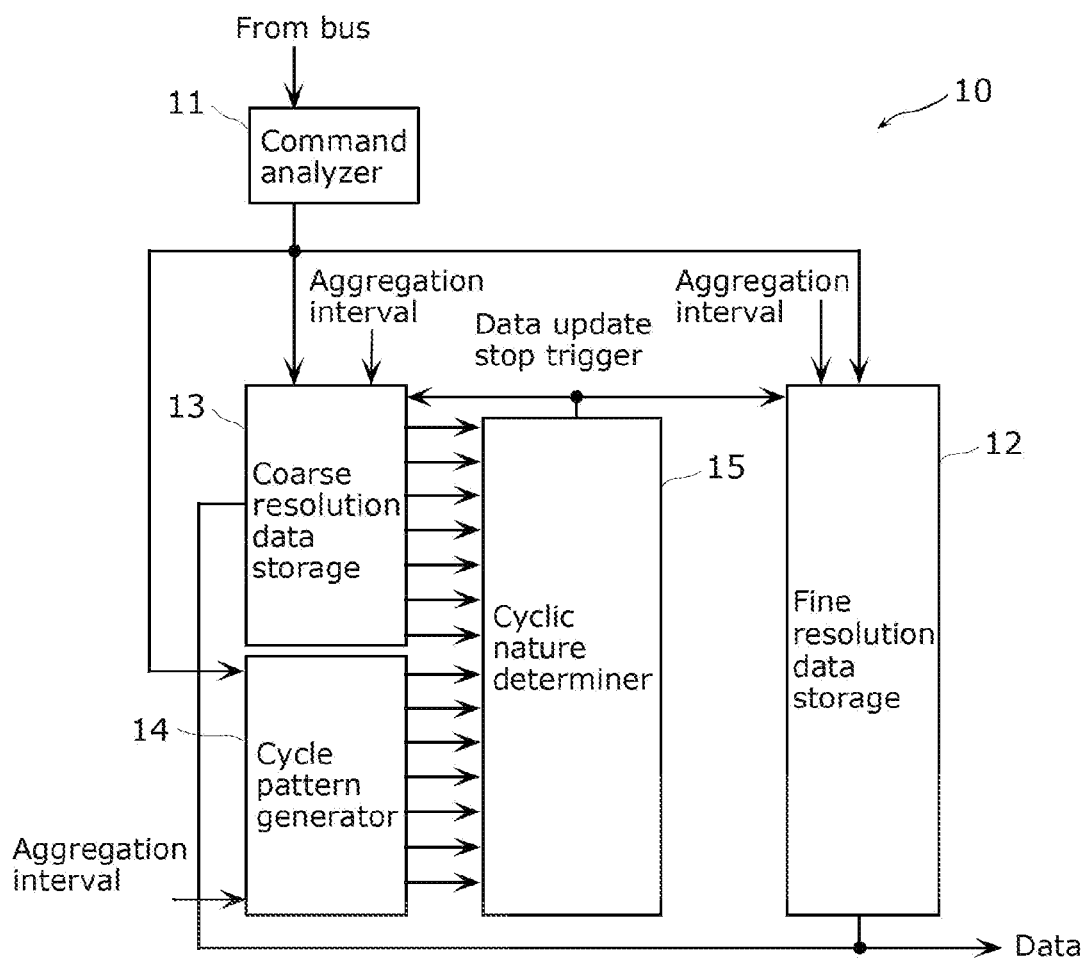 From bus
11
Command
analyzer
10
Aggregation
interval
Data update
stop trigger
Aggregation
interval
13
Coarse
resolution
data
storage
15
12
Cyclic
nature
determiner
Fine
resolution
data
storage
14
Cycle
pattern
generator
Aggregation
interval
Data